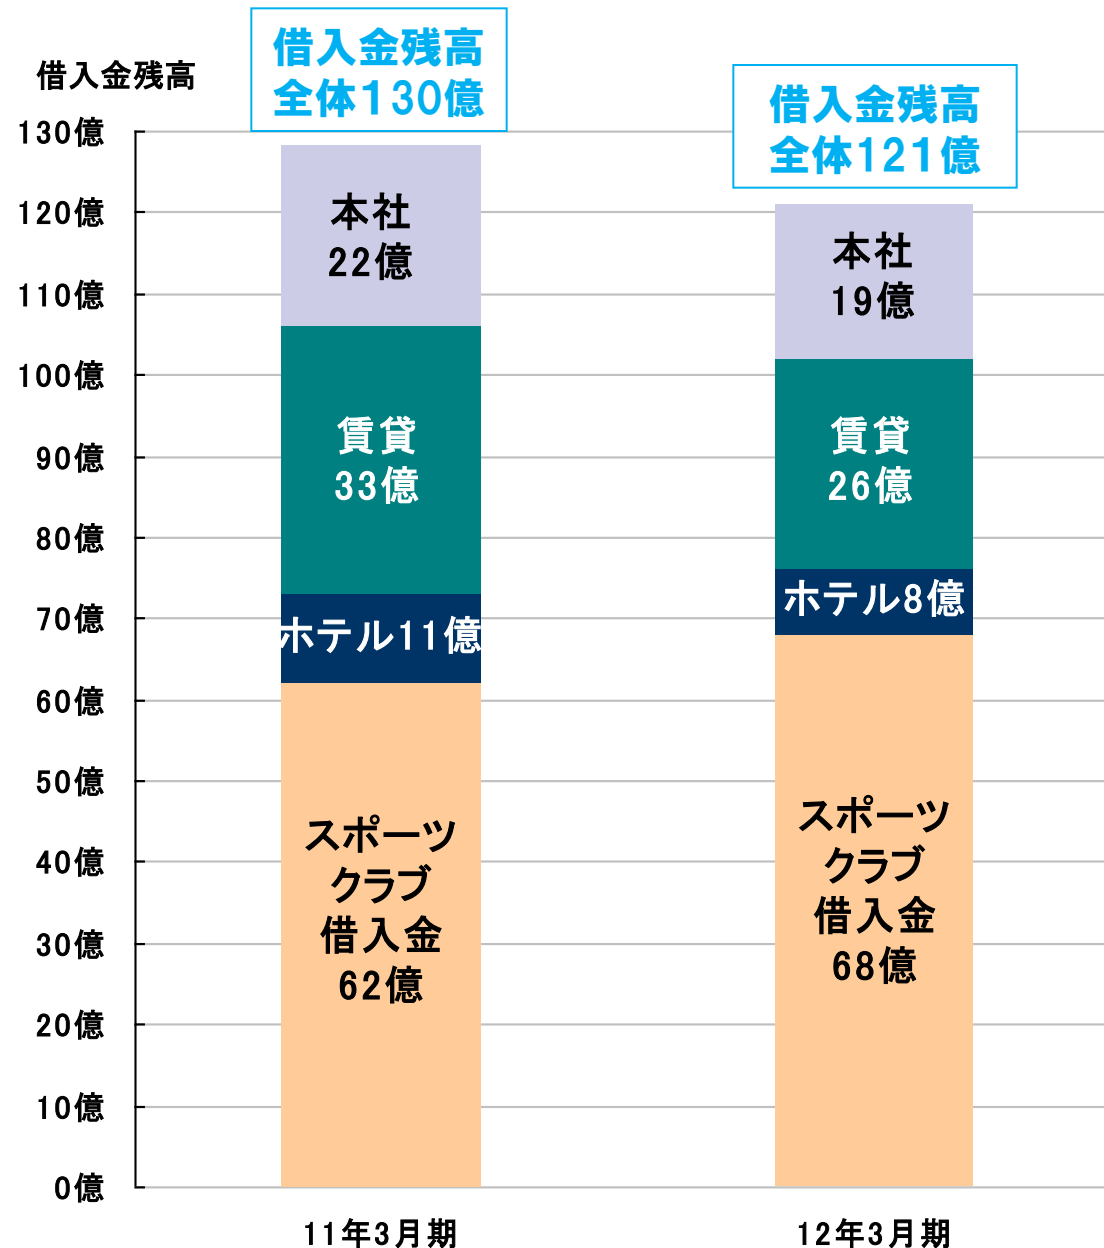 借入金残高
全体130億
借入金残高
借入金残高
全体121億
130億
120億
110億
100億
90億
80億
70億
60億
50億
40億
30億
20億
10億
0億
本社
22億
賃貸
33億
ホテル11億
スポーツ
クラブ
借入金
62億
本社
19億
賃貸
26億
ホテル8億
スポーツ
クラブ
借入金
68億
11年3月期
12年3月期